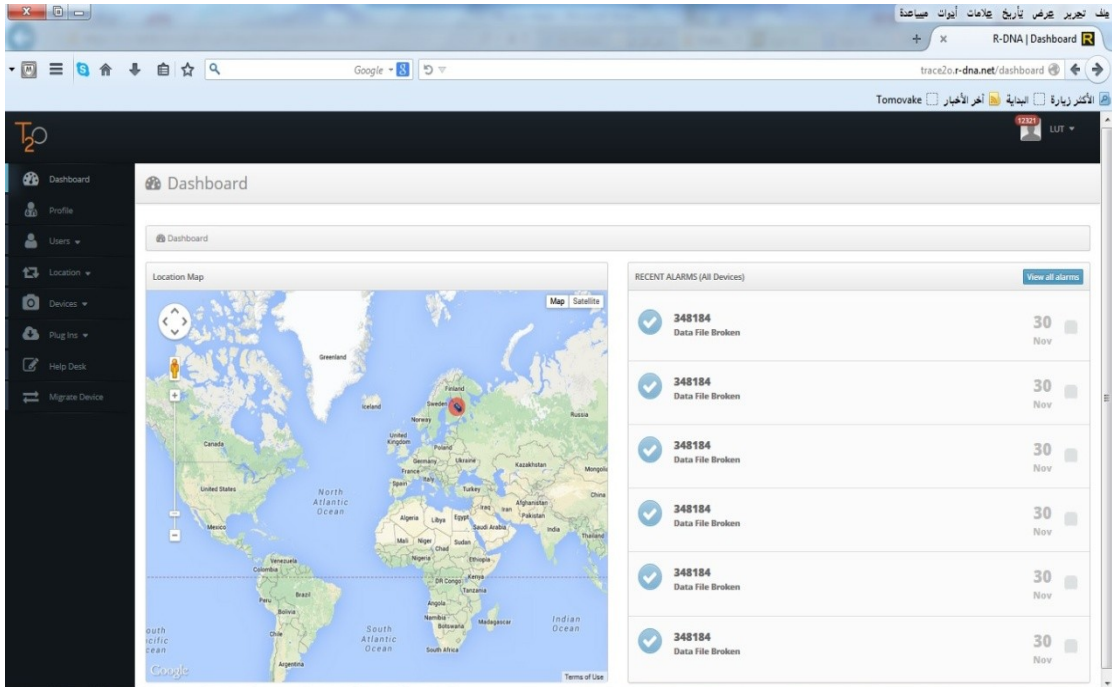 ملف تحرير عرض تأريخ علامات أدوات مساعدة
R-DNA | Dashboard
Google
trace2o.r-dna.net/dashboard
الأكثر زيارة البداية آخر الأخبار Tomovake
T2O
12321
LUT
Dashboard
Profile
Users
Location
Devices
Plug Ins
Help Desk
Migrate Device
Dashboard
Dashboard
Location Map
Map Satellite
Greenland
Iceland
Finland
Sweden
Norway
Russia
United Kingdom
Poland
Germany
Ukraine
France
Kazakhstan
Mongolia
Spain
Italy
Turkey
China
Canada
United States
North
Atlantic
Ocean
Mexico
Algeria
Libya
Egypt
Iraq
Iran
Afghanistan
Pakistan
Saudi Arabia
India
Thailand
Mali
Niger
Chad
Sudan
Nigeria
Ethiopia
Venezuela
Colombia
DR Congo
Kenya
Tanzania
Peru
Brazil
Bolivia
Angola
Namibia
Botswana
Madagascar
Chile
South
Atlantic
Ocean
South Africa
Indian
Ocean
outh
acific
cean
Argentina
Google
Terms of Use
RECENT ALARMS (All Devices)
View all alarms
348184
Data File Broken
30
Nov
348184
Data File Broken
30
Nov
348184
Data File Broken
30
Nov
348184
Data File Broken
30
Nov
348184
Data File Broken
30
Nov
348184
Data File Broken
30
Nov